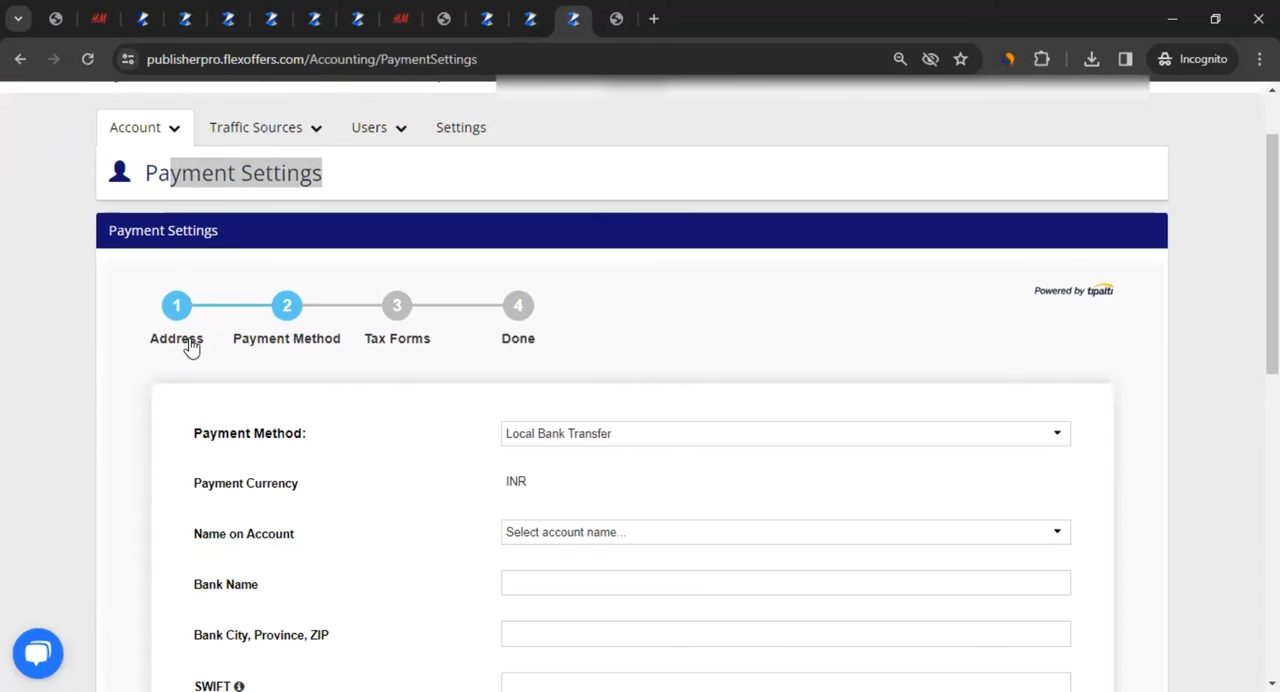 publisherpro.flexoffers.com/Accounting/PaymentSettings
Incognito
Account
Traffic Sources
Users
Settings
Payment Settings
Payment Settings
1
2
3
4
Powered by tipalti
Address
Payment Method
Tax Forms
Done
Payment Method:
Local Bank Transfer
Payment Currency
INR
Name on Account
Select account name...
Bank Name
Bank City, Province, ZIP
SWIFT